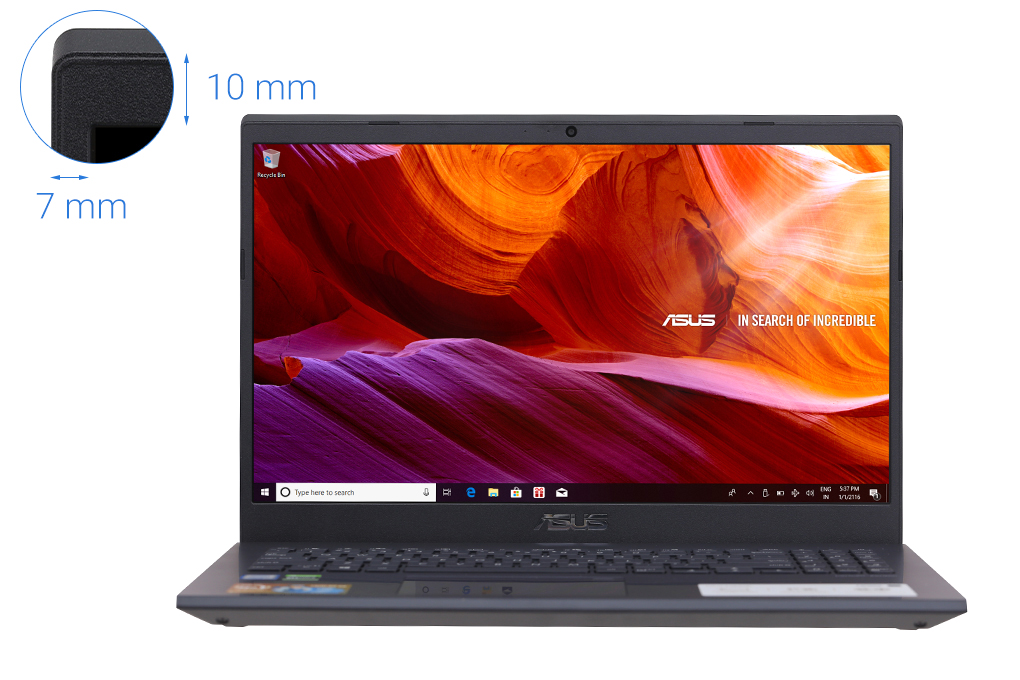 10 mm
7 mm
Recycle Bin
ASUS IN SEARCH OF INCREDIBLE
Type here to search
ENG 5:37 PM
IN 1/1/2116
ASUS